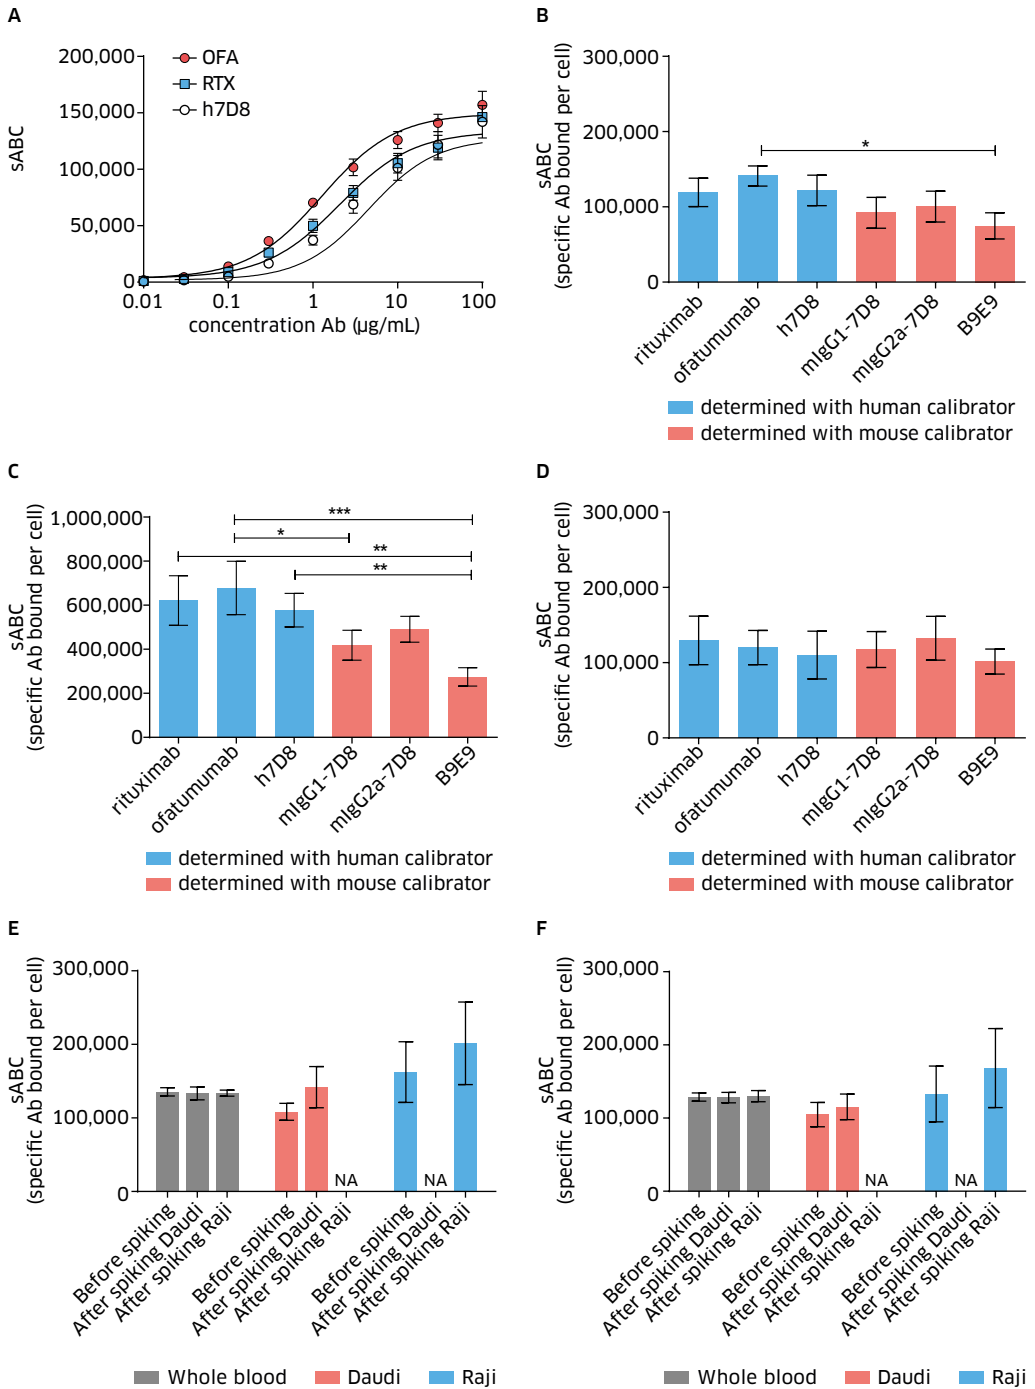 A
OFA
RTX
h7D8
200,000
150,000
100,000
50,000
0
sABC
0.01
0.1
1
10
100
concentration Ab (µg/mL)
B
300,000
200,000
100,000
0
sABC
(specific Ab bound per cell)
*
rituximab
ofatumumab
h7D8
mIgG1-7D8
mIgG2a-7D8
B9E9
determined with human calibrator
determined with mouse calibrator
C
1,000,000
800,000
600,000
400,000
200,000
0
sABC
(specific Ab bound per cell)
***
*
**
**
rituximab
ofatumumab
h7D8
mIgG1-7D8
mIgG2a-7D8
B9E9
determined with human calibrator
determined with mouse calibrator
D
300,000
200,000
100,000
0
sABC
(specific Ab bound per cell)
rituximab
ofatumumab
h7D8
mIgG1-7D8
mIgG2a-7D8
B9E9
determined with human calibrator
determined with mouse calibrator
E
300,000
200,000
100,000
0
sABC
(specific Ab bound per cell)
NA
NA
Before spiking
After spiking Daudi
After spiking Raji
Before spiking
After spiking Daudi
After spiking Raji
Before spiking
After spiking Daudi
After spiking Raji
Whole blood
Daudi
Raji
F
300,000
200,000
100,000
0
sABC
(specific Ab bound per cell)
NA
NA
Before spiking
After spiking Daudi
After spiking Raji
Before spiking
After spiking Daudi
After spiking Raji
Before spiking
After spiking Daudi
After spiking Raji
Whole blood
Daudi
Raji